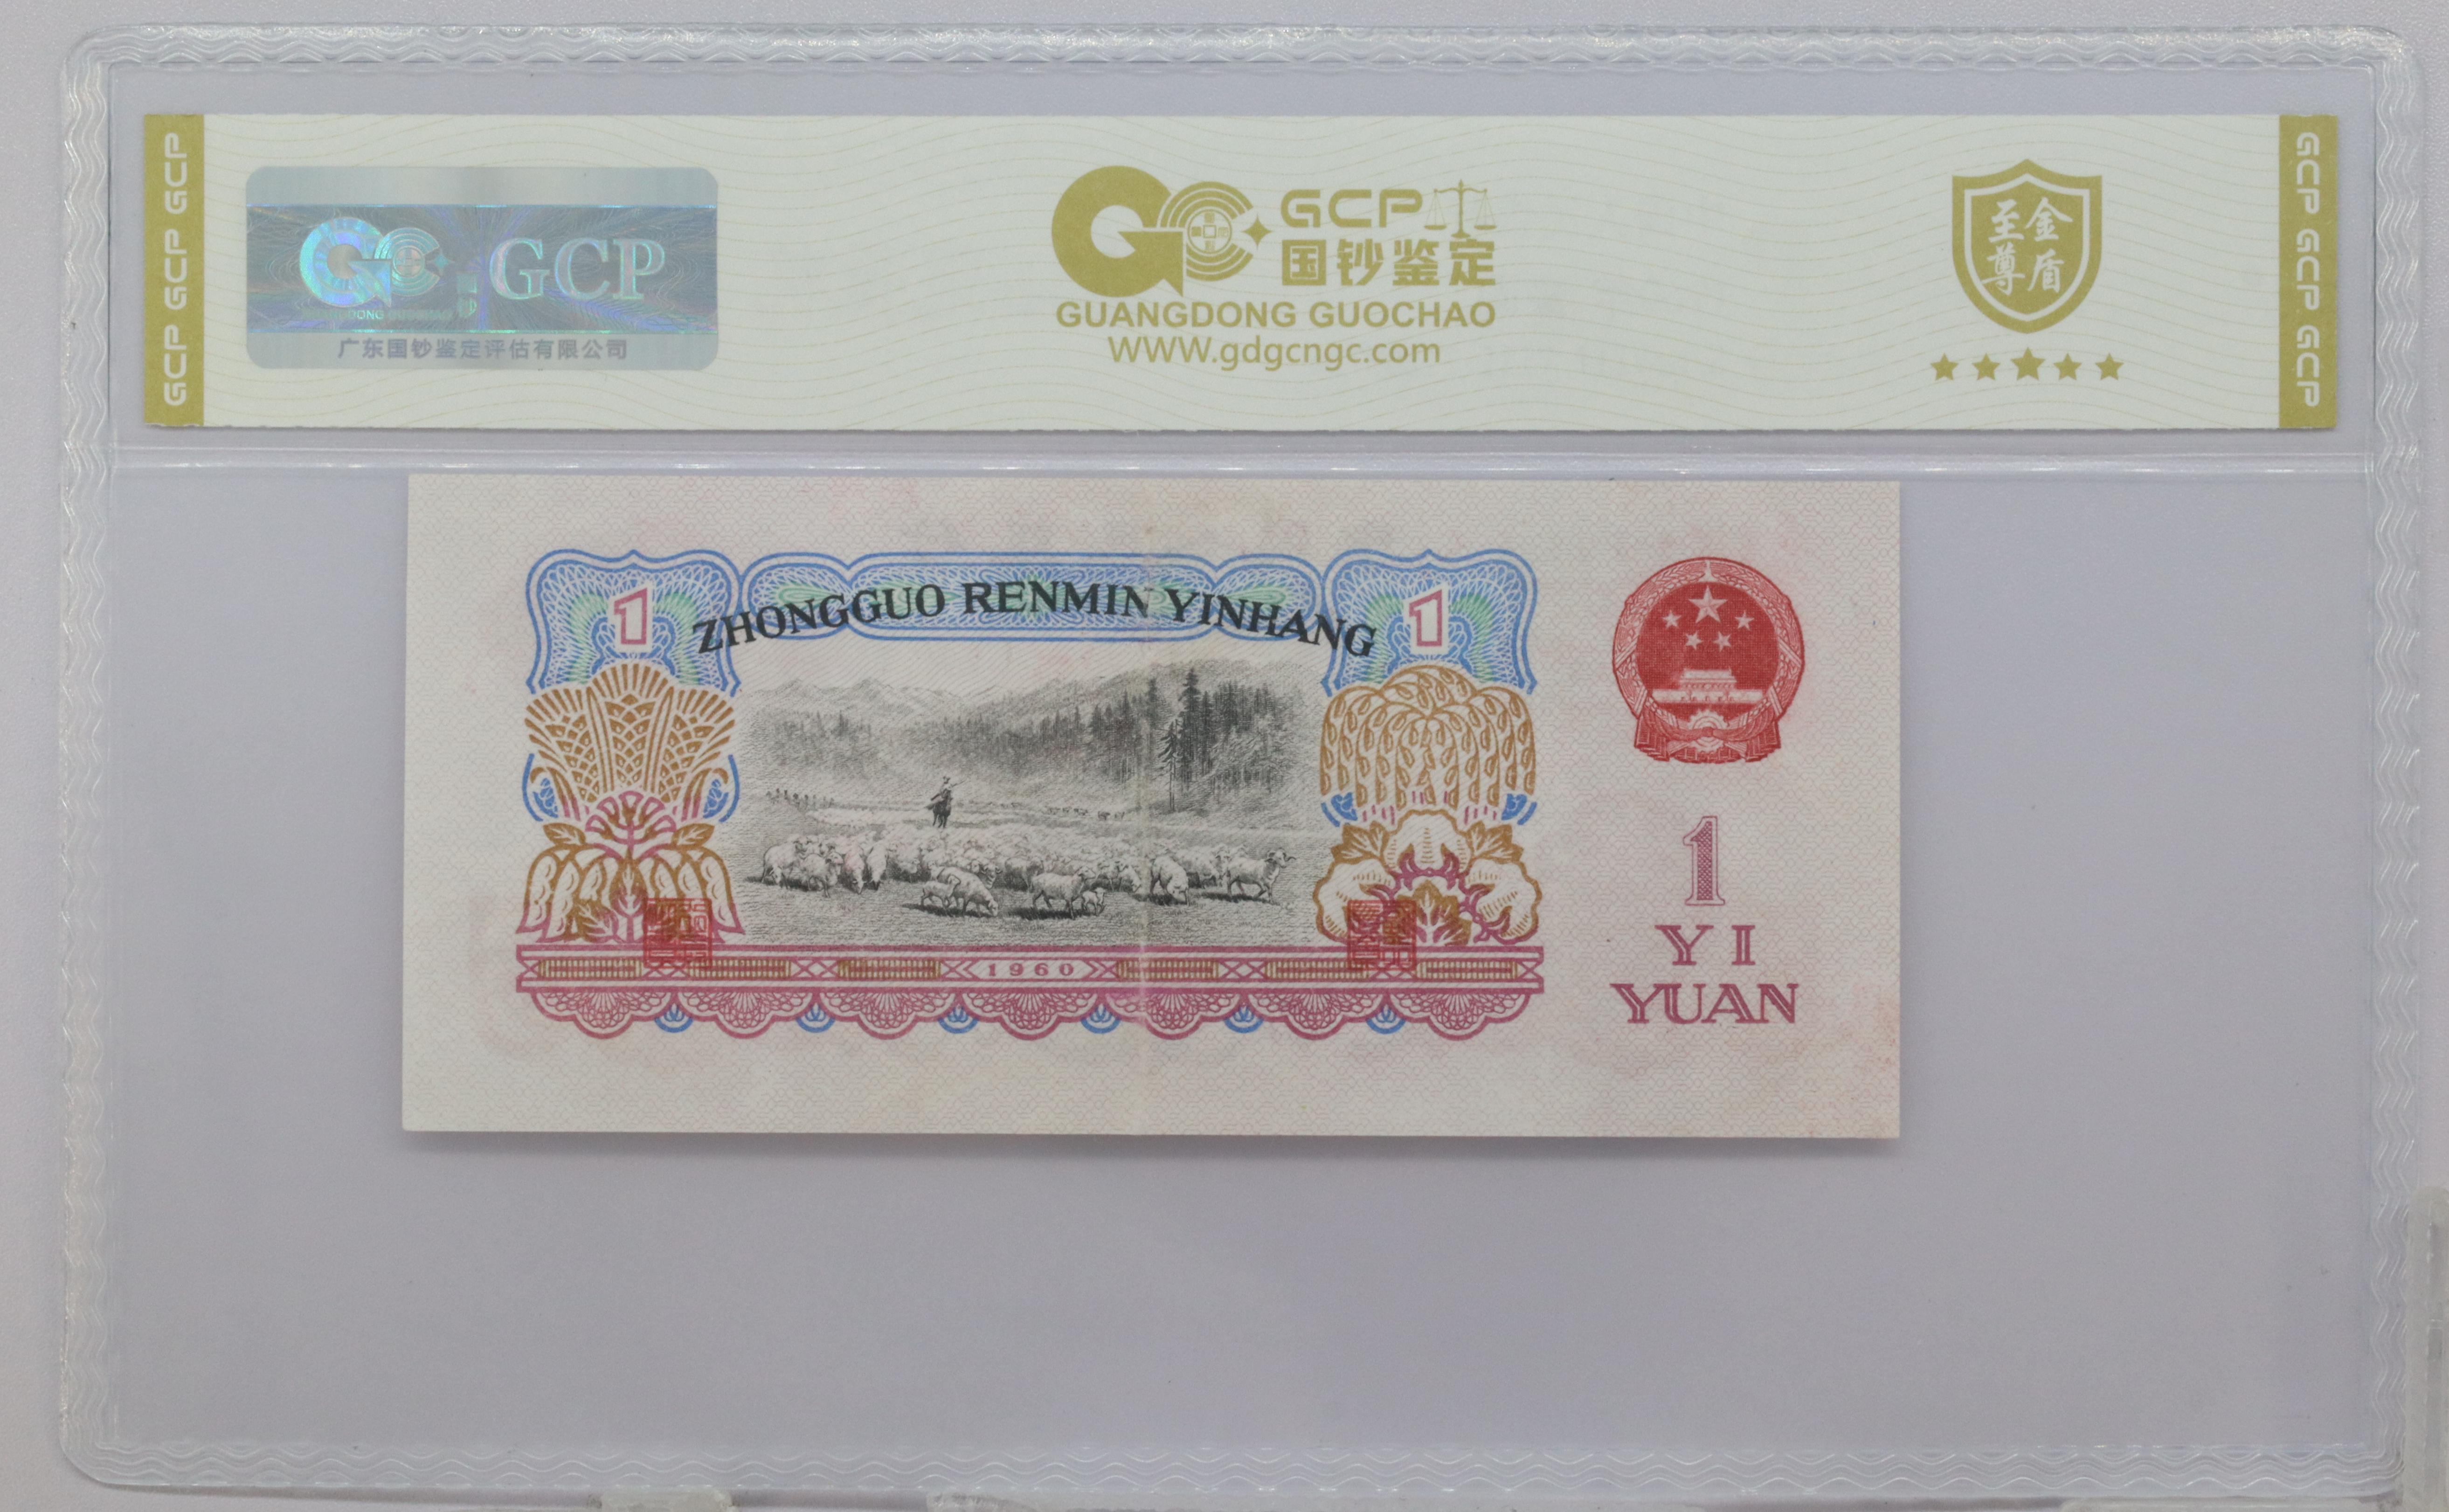 GCP GCP GCP
GCP
GUANGDONG GUOCHAO
国钞
广东国钞鉴定评估有限公司
GCP
国钞鉴定
GUANGDONG GUOCHAO
WWW.gdgcngc.com
至尊
金盾
GCP GCP GCP
ZHONGGUO RENMIN YINHANG
1
1
1960
1
YI
YUAN